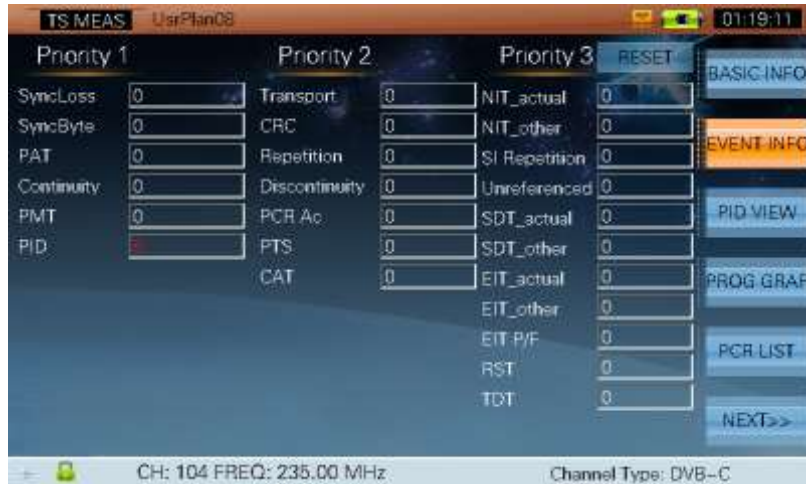 TS MEAS UsrPlan08 01:19:11
Priority 1 Priority 2 Priority 3 RESET BASIC INFO
SyncLoss 0 Transport 0 NIT_actual 0
SyncByte 0 CRC 0 NIT_other 0 EVENT INFO
PAT 0 Repetition 0 SI Repetition 0
Continuity 0 Discontinuity 0 Unreferenced 0
PMT 0 PCR Ac 0 SDT_actual 0 PID VIEW
PID PTS 0 SDT_other 0
CAT 0 EIT_actual 0 PROG GRAF
EIT_other 0
EIT P/F 0 PCR LIST
RST 0
TDT 0
NEXT>>
CH: 104 FREQ: 235.00 MHz Channel Type: DVB-C